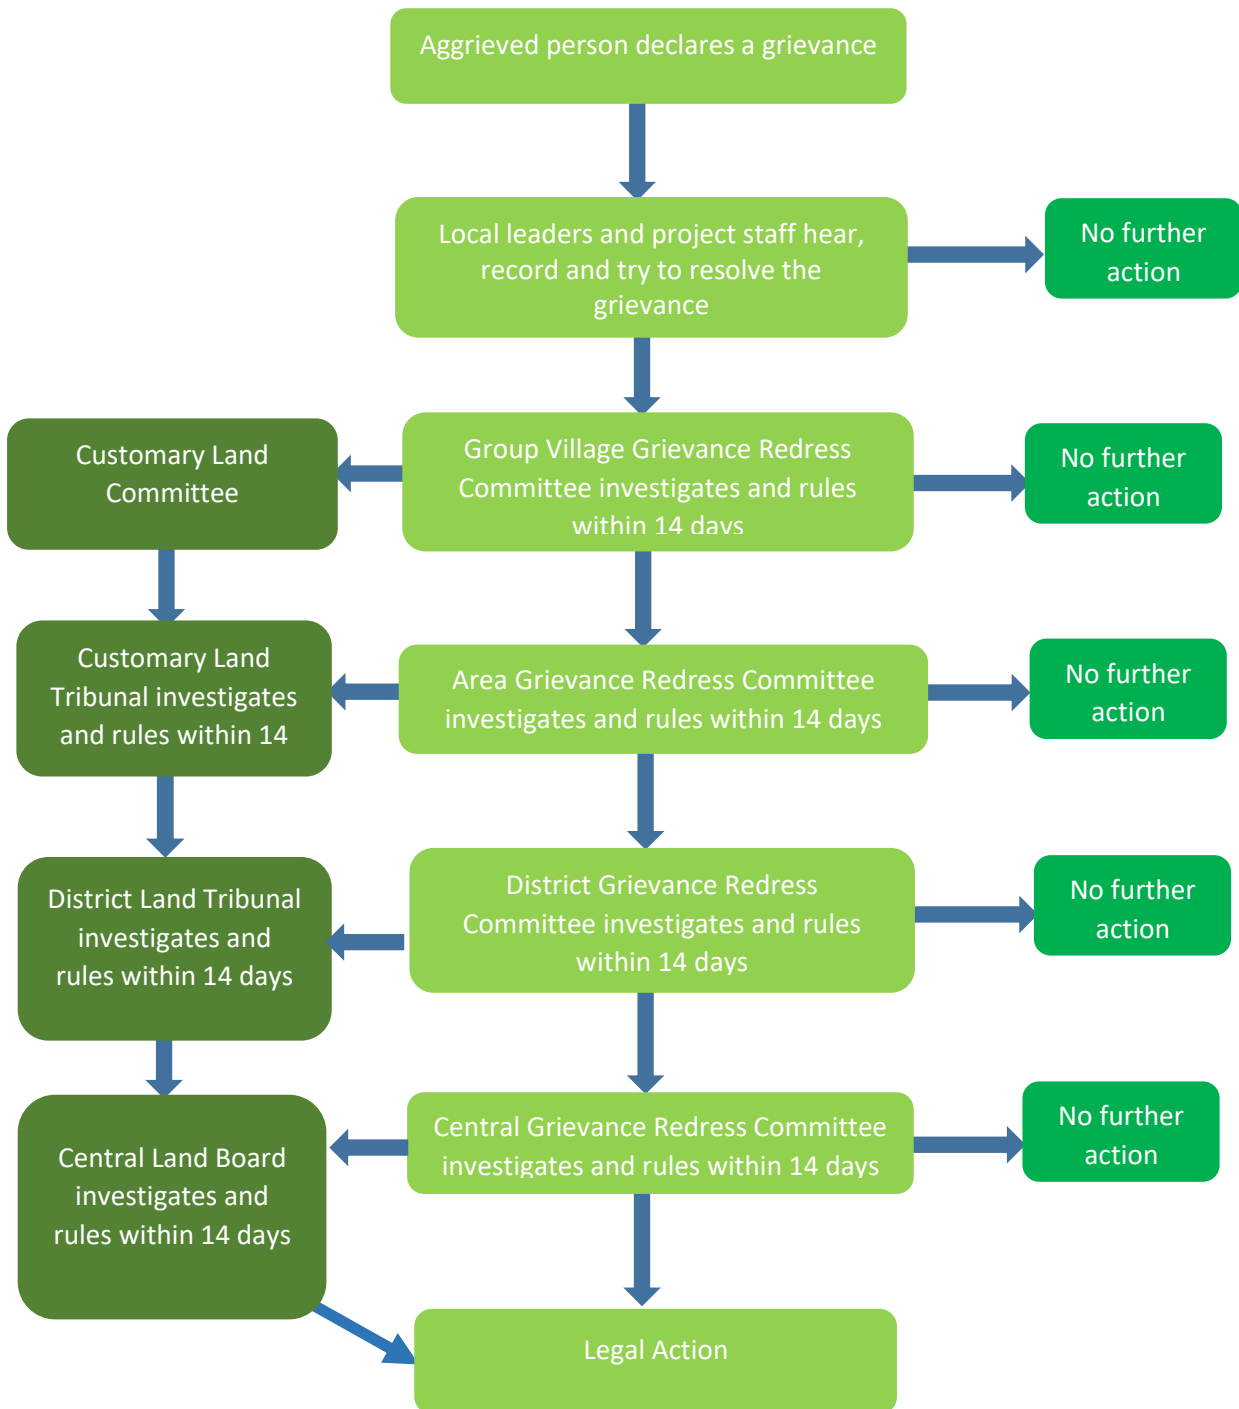 Aggrieved person declares a grievance
Local leaders and project staff hear,
record and try to resolve the
grievance
No further
action
Customary Land
Committee
Group Village Grievance Redress
Committee investigates and rules
within 14 days
No further
action
Customary Land
Tribunal investigates
and rules within 14
Area Grievance Redress Committee
investigates and rules within 14 days
No further
action
District Land Tribunal
investigates and
rules within 14 days
District Grievance Redress
Committee investigates and rules
within 14 days
No further
action
Central Land Board
investigates and
rules within 14 days
Central Grievance Redress Committee
investigates and rules within 14 days
No further
action
Legal Action